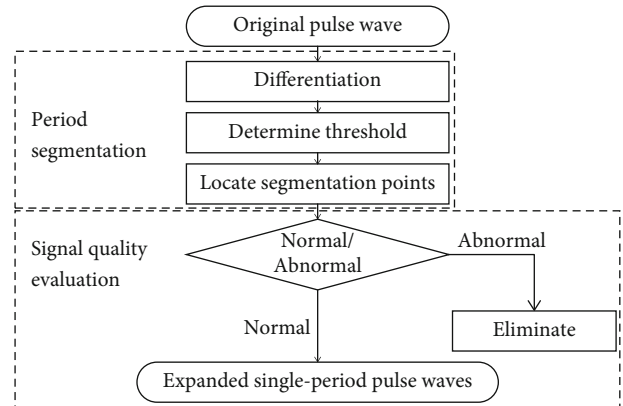 Original pulse wave
Differentiation
Period
segmentation
Determine threshold
Locate segmentation points
Signal quality
evaluation
Normal/
Abnormal
Abnormal
Normal
Eliminate
Expanded single-period pulse waves